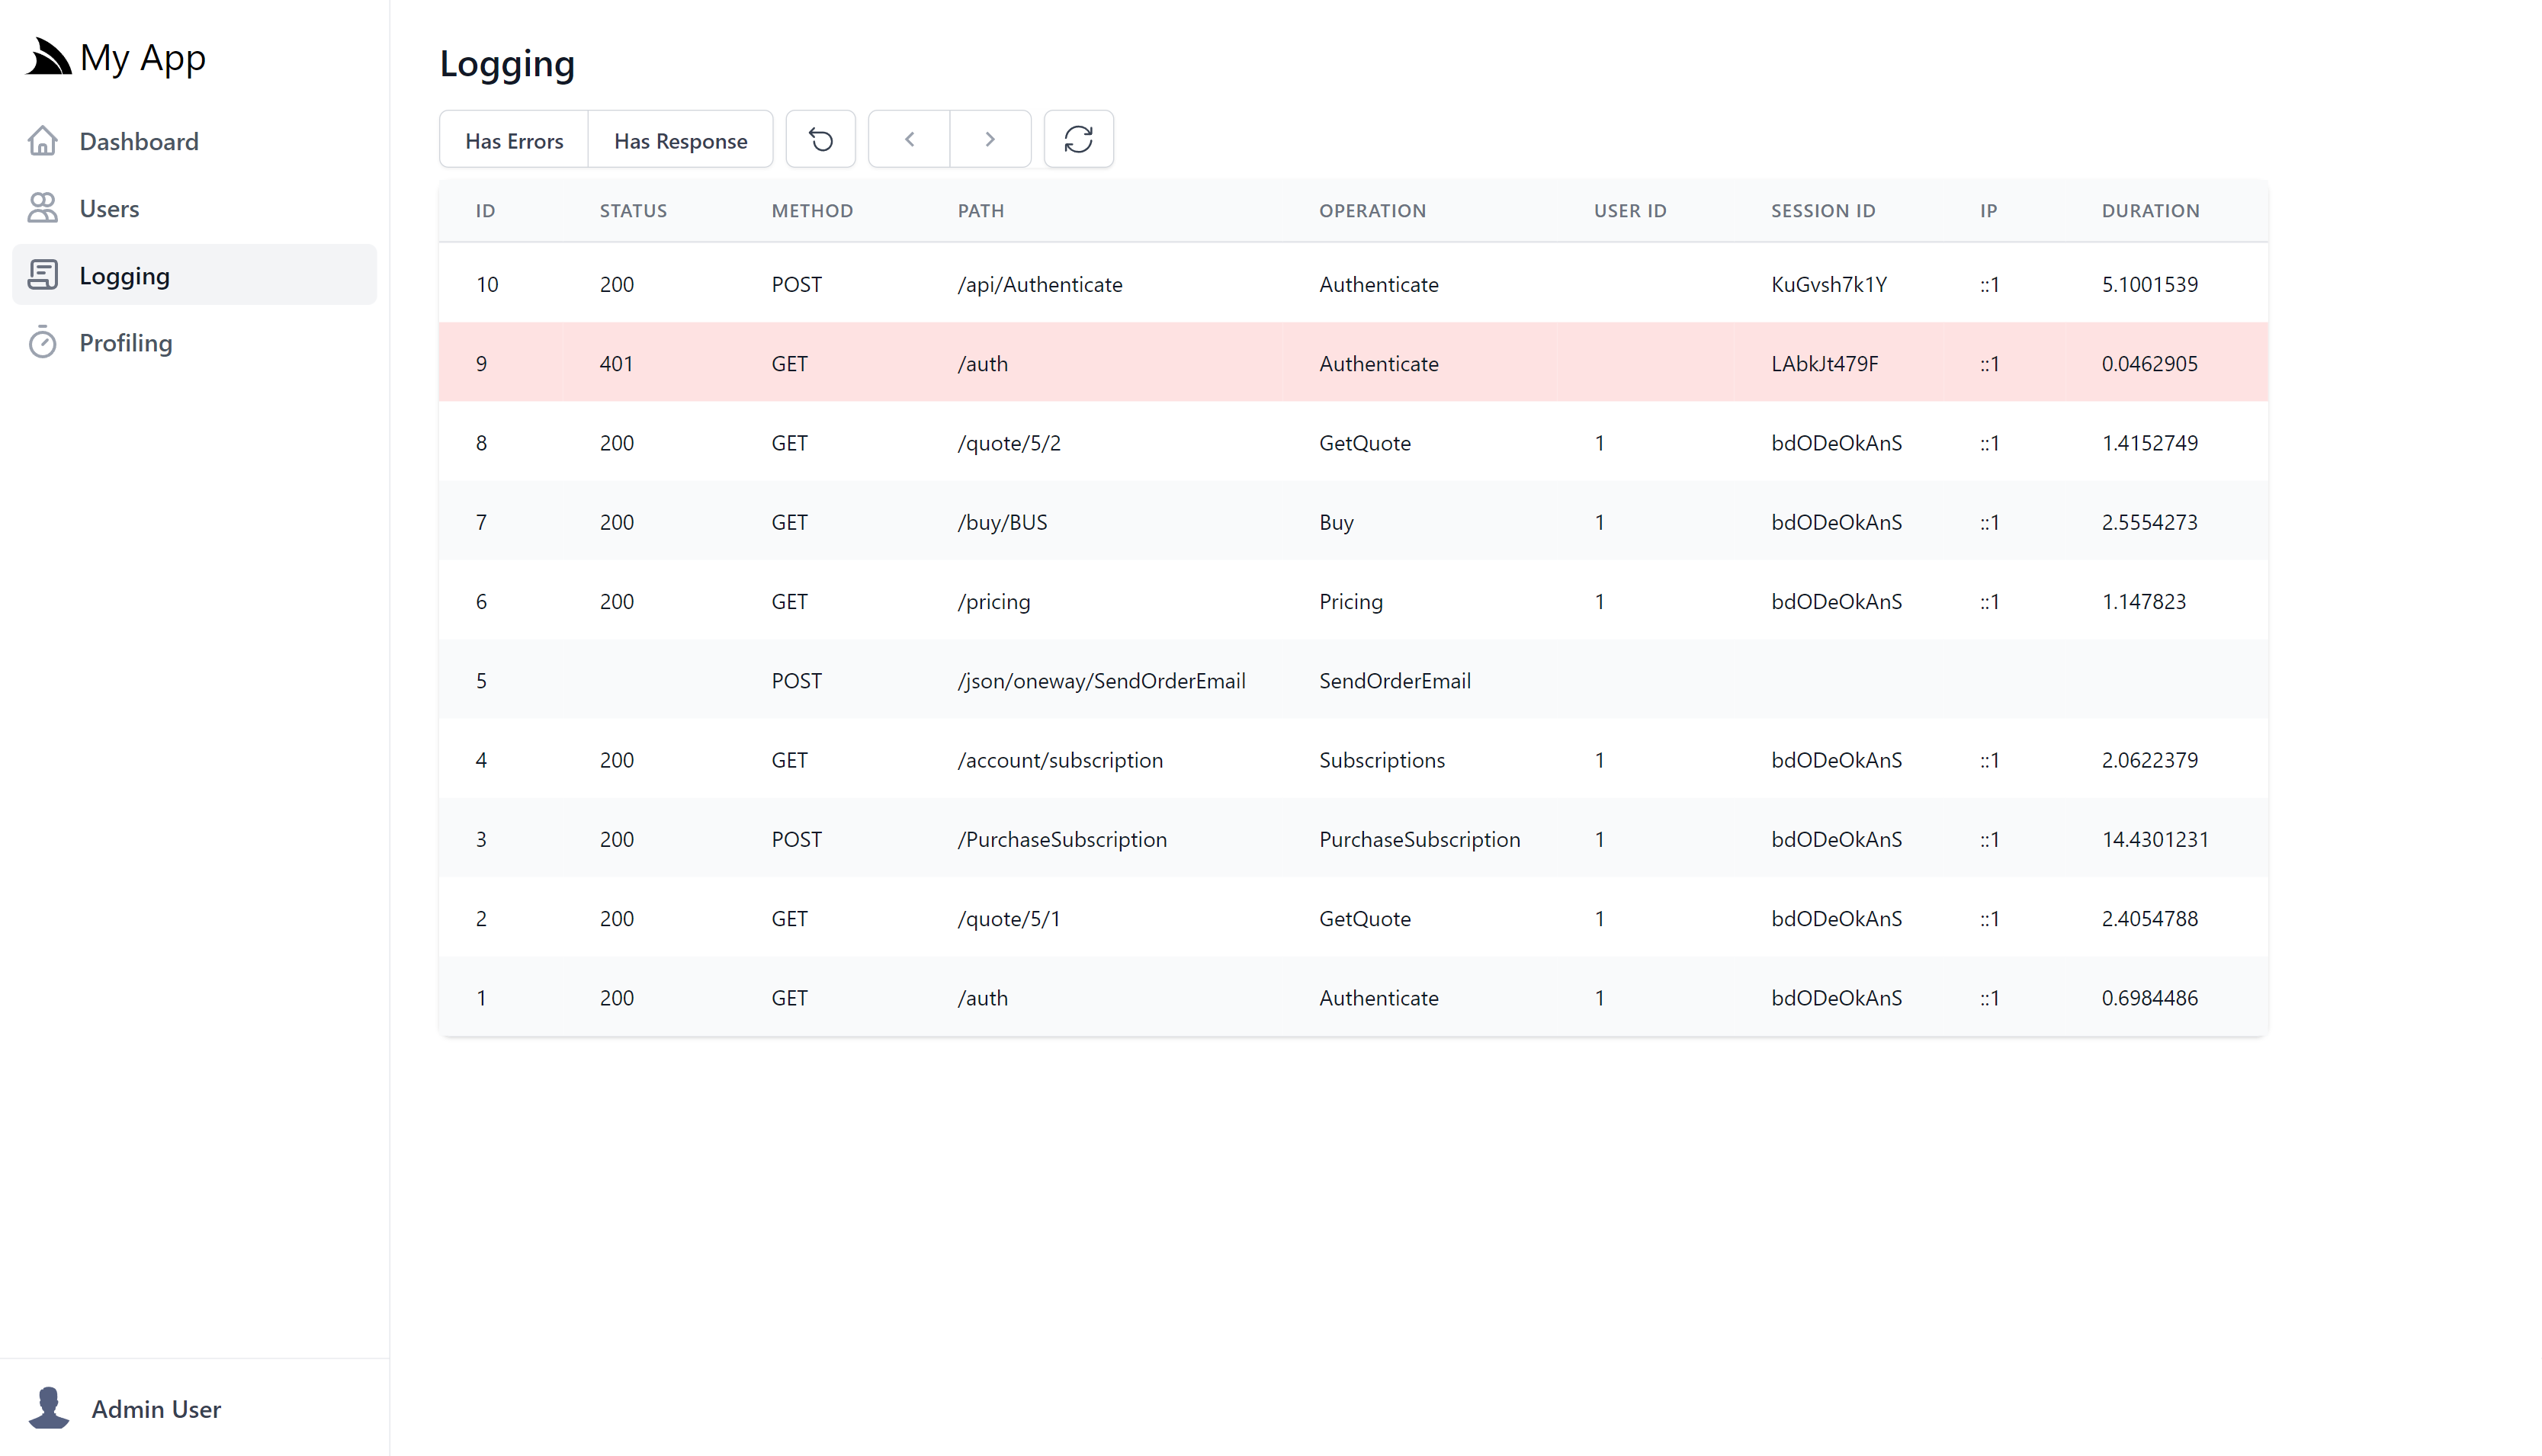 My App
Dashboard
Users
Logging
Profiling
Admin User
Logging
Has Errors Has Response
ID STATUS METHOD PATH OPERATION USER ID SESSION ID IP DURATION
10 200 POST /api/Authenticate Authenticate KuGvsh7k1Y ::1 5.1001539
9 401 GET /auth Authenticate LAbkJt479F ::1 0.0462905
8 200 GET /quote/5/2 GetQuote 1 bdODeOkAnS ::1 1.4152749
7 200 GET /buy/BUS Buy 1 bdODeOkAnS ::1 2.5554273
6 200 GET /pricing Pricing 1 bdODeOkAnS ::1 1.147823
5 POST /json/oneway/SendOrderEmail SendOrderEmail
4 200 GET /account/subscription Subscriptions 1 bdODeOkAnS ::1 2.0622379
3 200 POST /PurchaseSubscription PurchaseSubscription 1 bdODeOkAnS ::1 14.4301231
2 200 GET /quote/5/1 GetQuote 1 bdODeOkAnS ::1 2.4054788
1 200 GET /auth Authenticate 1 bdODeOkAnS ::1 0.6984486